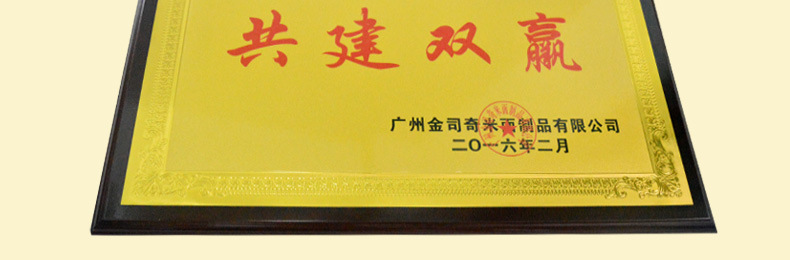 共建双赢
广州金司奇米面制品有限公司
二〇一六年二月